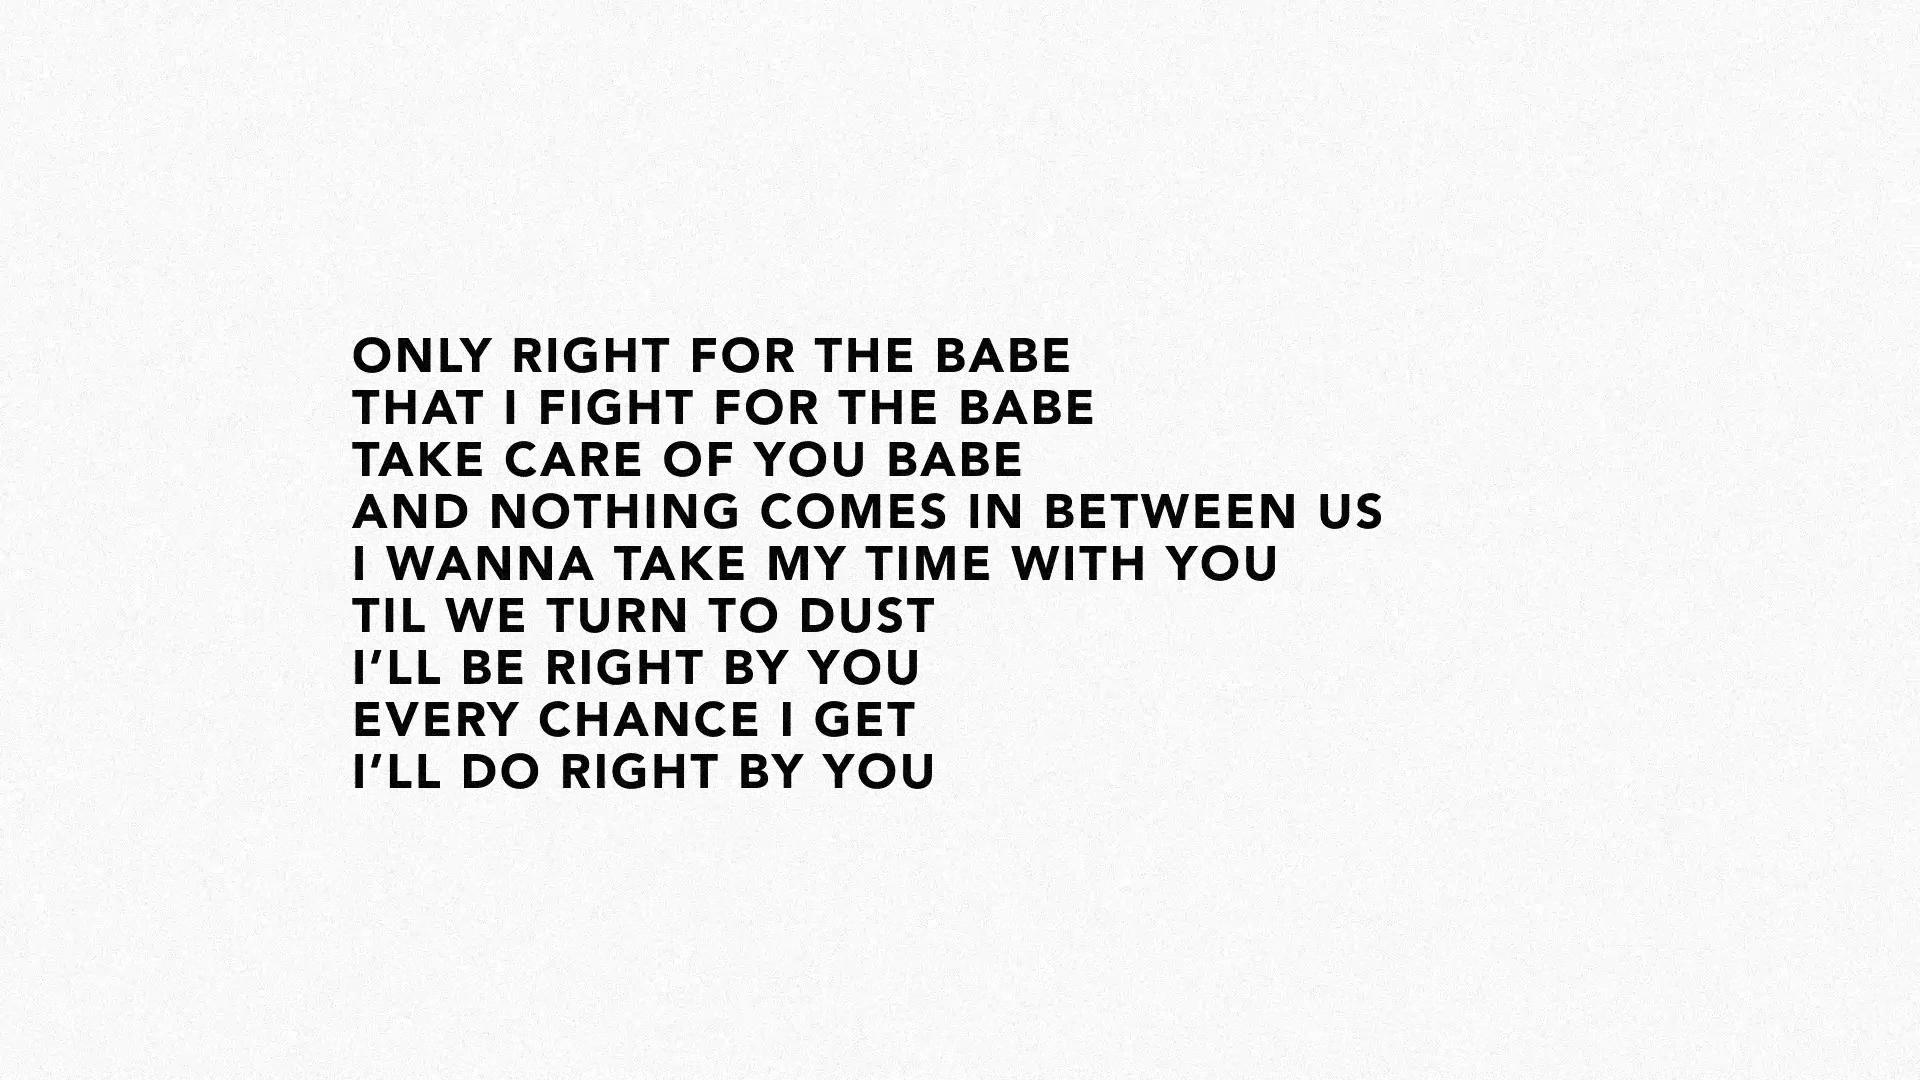 ONLY RIGHT FOR THE BABE
THAT I FIGHT FOR THE BABE
TAKE CARE OF YOU BABE
AND NOTHING COMES IN BETWEEN US
I WANNA TAKE MY TIME WITH YOU
TIL WE TURN TO DUST
I’LL BE RIGHT BY YOU
EVERY CHANCE I GET
I’LL DO RIGHT BY YOU